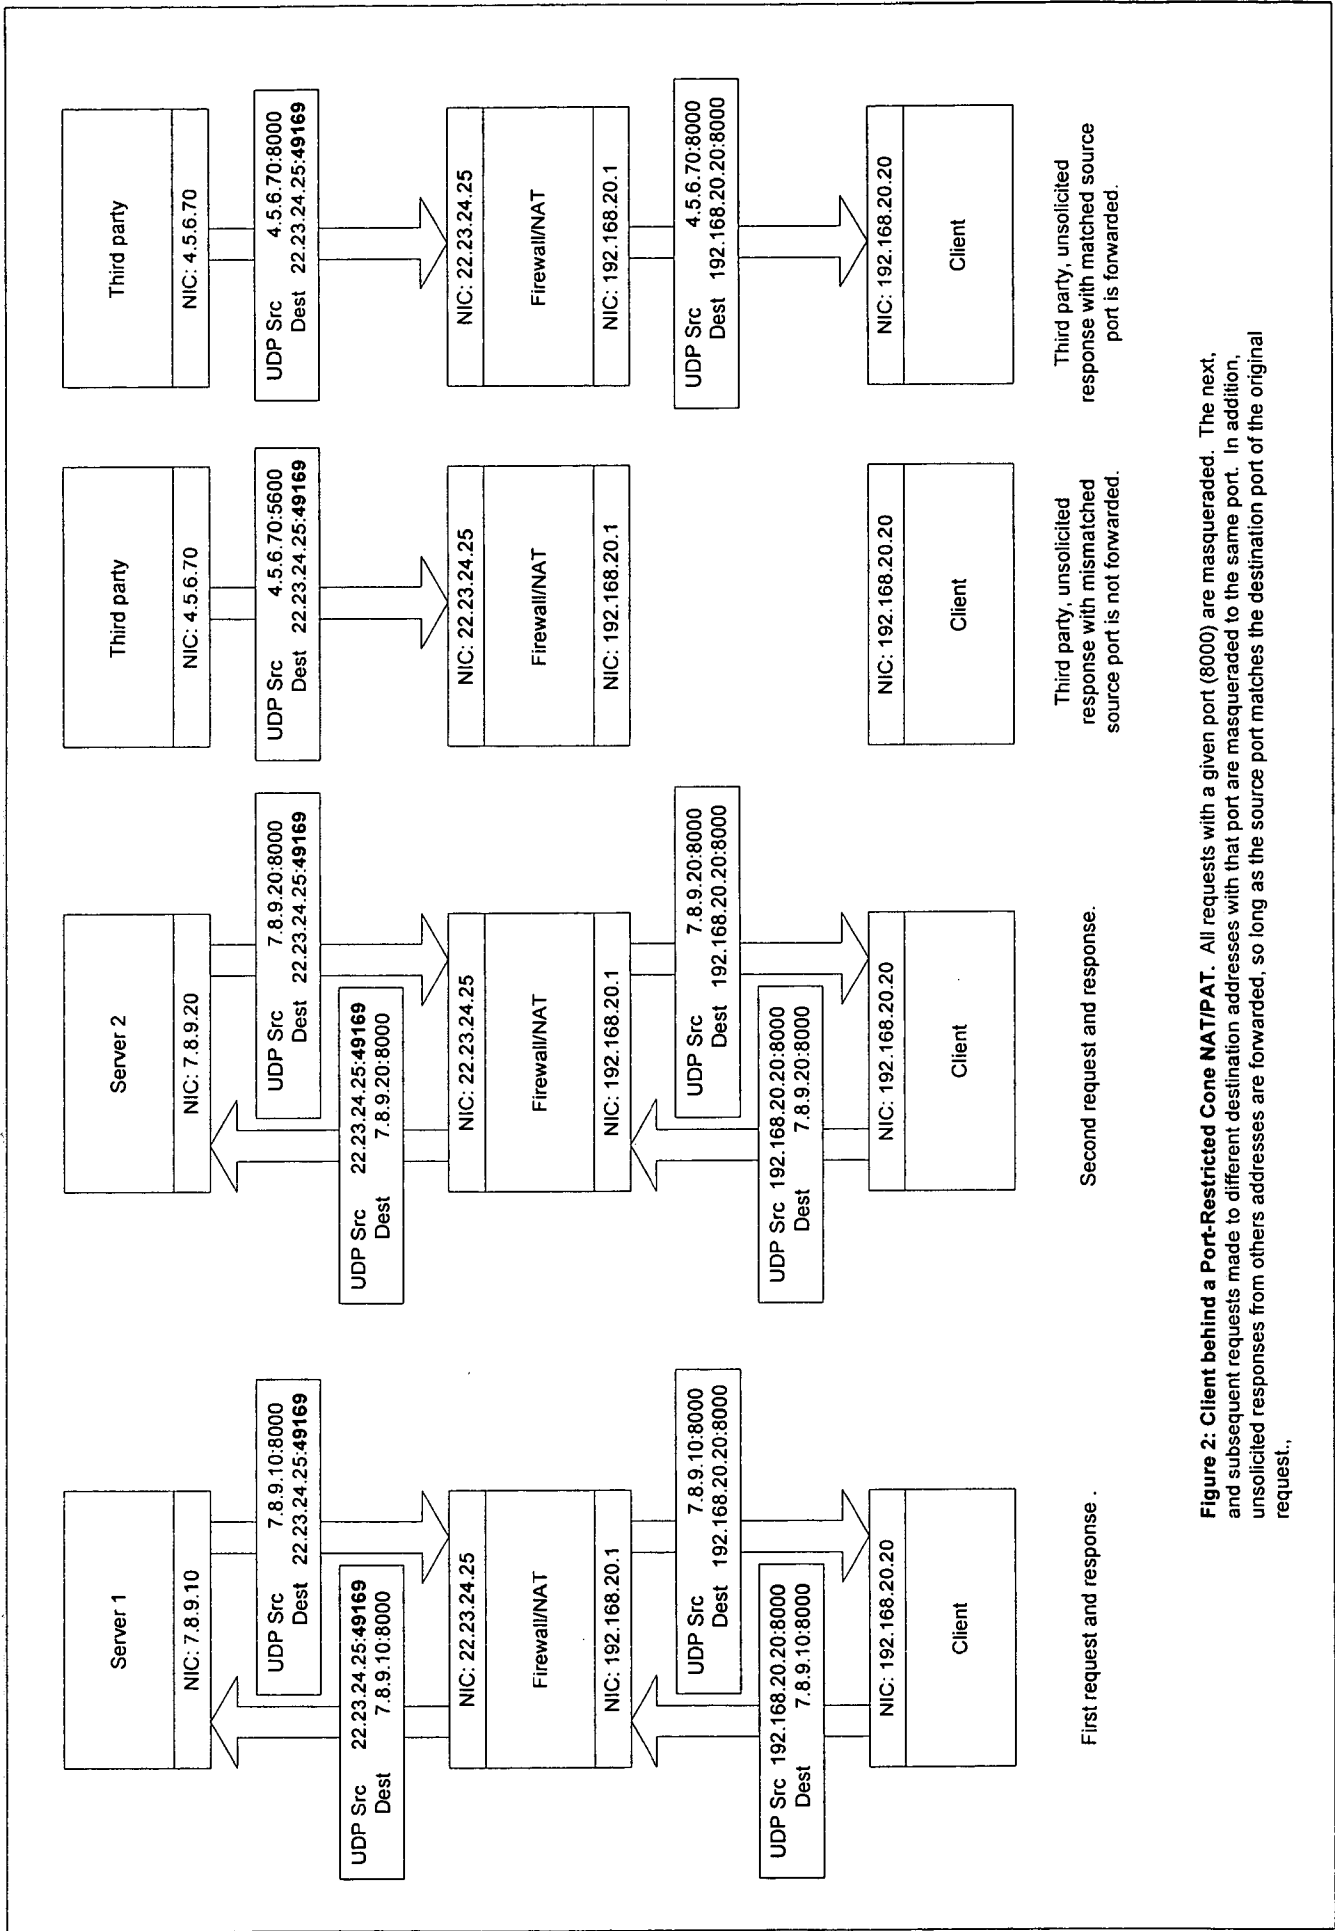 Server 1
NIC: 7.8.9.10
UDP Src 7.8.9.10:8000
Dest 22.23.24.25:49169
UDP Src 22.23.24.25:49169
Dest 7.8.9.10:8000
NIC: 22.23.24.25
Firewall/NAT
NIC: 192.168.20.1
UDP Src 7.8.9.10:8000
Dest 192.168.20.20:8000
UDP Src 192.168.20.20:8000
Dest 7.8.9.10:8000
NIC: 192.168.20.20
Client
First request and response .
Server 2
NIC: 7.8.9.20
UDP Src 7.8.9.20:8000
Dest 22.23.24.25:49169
UDP Src 22.23.24.25:49169
Dest 7.8.9.20:8000
NIC: 22.23.24.25
Firewall/NAT
NIC: 192.168.20.1
UDP Src 7.8.9.20:8000
Dest 192.168.20.20:8000
UDP Src 192.168.20.20:8000
Dest 7.8.9.20:8000
NIC: 192.168.20.20
Client
Second request and response.
Third party
NIC: 4.5.6.70
UDP Src 4.5.6.70:5600
Dest 22.23.24.25:49169
NIC: 22.23.24.25
Firewall/NAT
NIC: 192.168.20.1
NIC: 192.168.20.20
Client
Third party, unsolicited
response with mismatched
source port is not forwarded.
Third party
NIC: 4.5.6.70
UDP Src 4.5.6.70:8000
Dest 22.23.24.25:49169
NIC: 22.23.24.25
Firewall/NAT
NIC: 192.168.20.1
UDP Src 4.5.6.70:8000
Dest 192.168.20.20:8000
NIC: 192.168.20.20
Client
Third party, unsolicited
response with matched source
port is forwarded.
Figure 2: Client behind a Port-Restricted Cone NAT/PAT. All requests with a given port (8000) are masqueraded. The next,
and subsequent requests made to different destination addresses with that port are masqueraded to the same port. In addition,
unsolicited responses from others addresses are forwarded, so long as the source port matches the destination port of the original
request.,